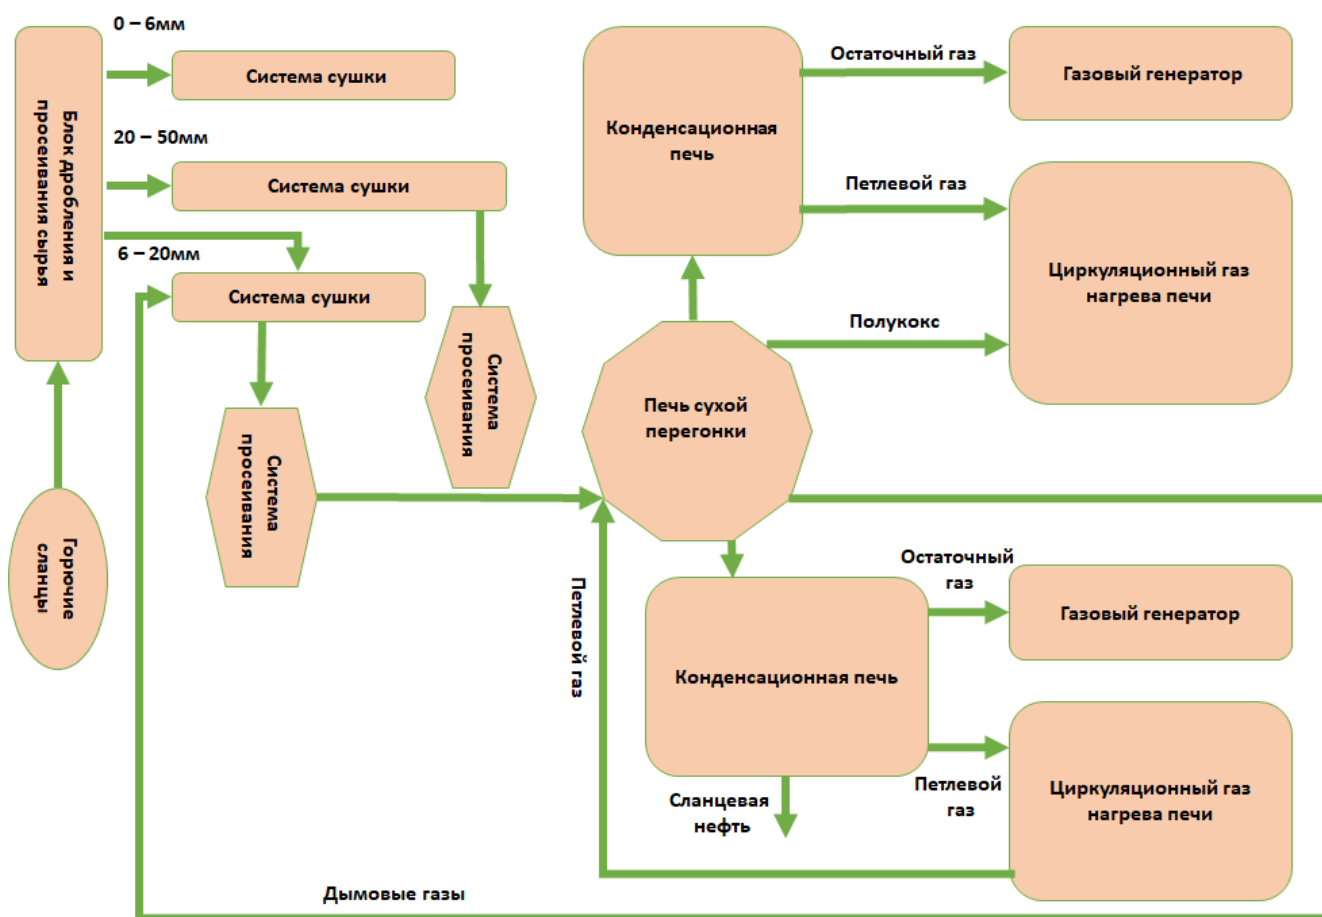 0 – 6мм
Система сушки
Блок дробления и
просеивания сырья
20 – 50мм
Система сушки
6 – 20мм
Система сушки
Система
просеивания
Система
просеивания
Горючие
сланцы
Конденсационная
печь
Остаточный газ
Газовый генератор
Петлевой газ
Циркуляционный газ
нагрева печи
Полукокс
Печь сухой
перегонки
Петлевой газ
Остаточный
газ
Газовый генератор
Конденсационная печь
Петлевой
газ
Циркуляционный газ
нагрева печи
Сланцевая
нефть
Дымовые газы